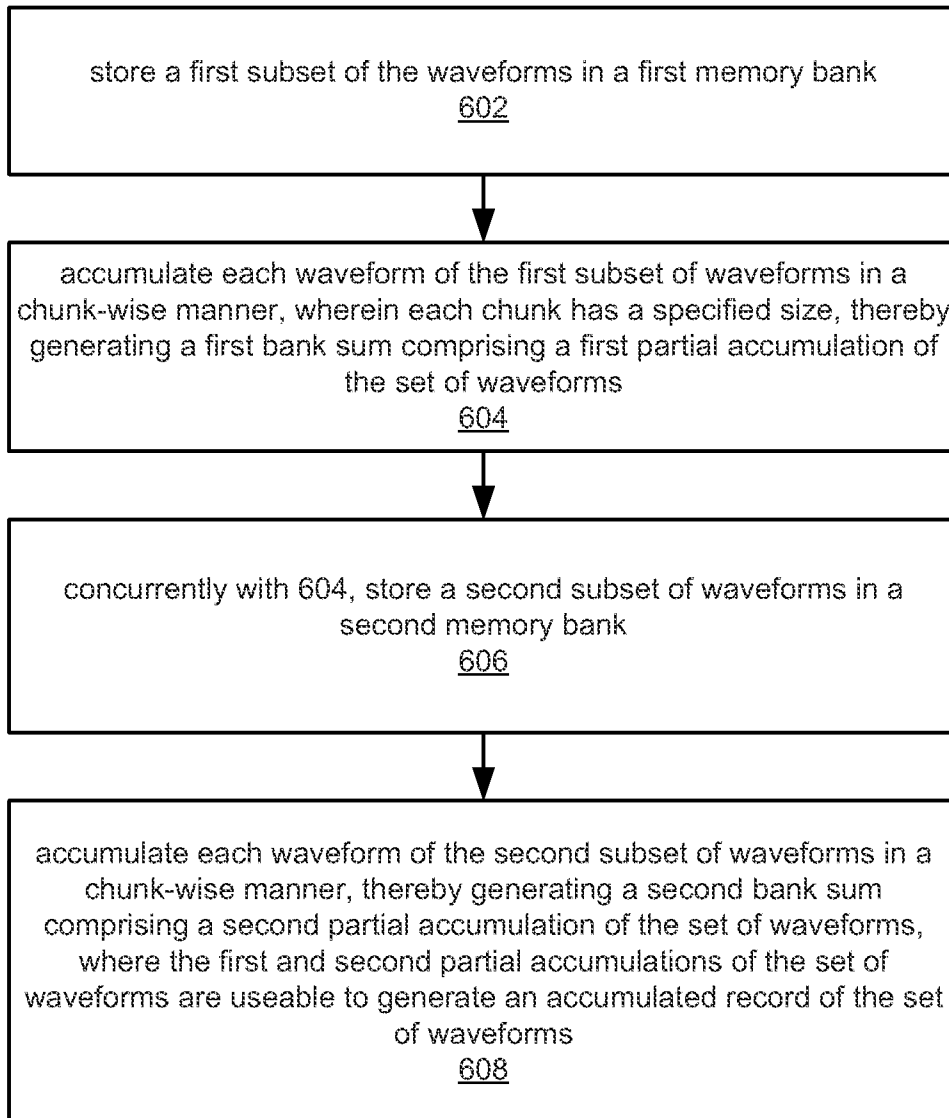 store a first subset of the waveforms in a first memory bank
602
accumulate each waveform of the first subset of waveforms in a
chunk-wise manner, wherein each chunk has a specified size, thereby
generating a first bank sum comprising a first partial accumulation of
the set of waveforms
604
concurrently with 604, store a second subset of waveforms in a
second memory bank
606
accumulate each waveform of the second subset of waveforms in a
chunk-wise manner, thereby generating a second bank sum
comprising a second partial accumulation of the set of waveforms,
where the first and second partial accumulations of the set of
waveforms are useable to generate an accumulated record of the set
of waveforms
608